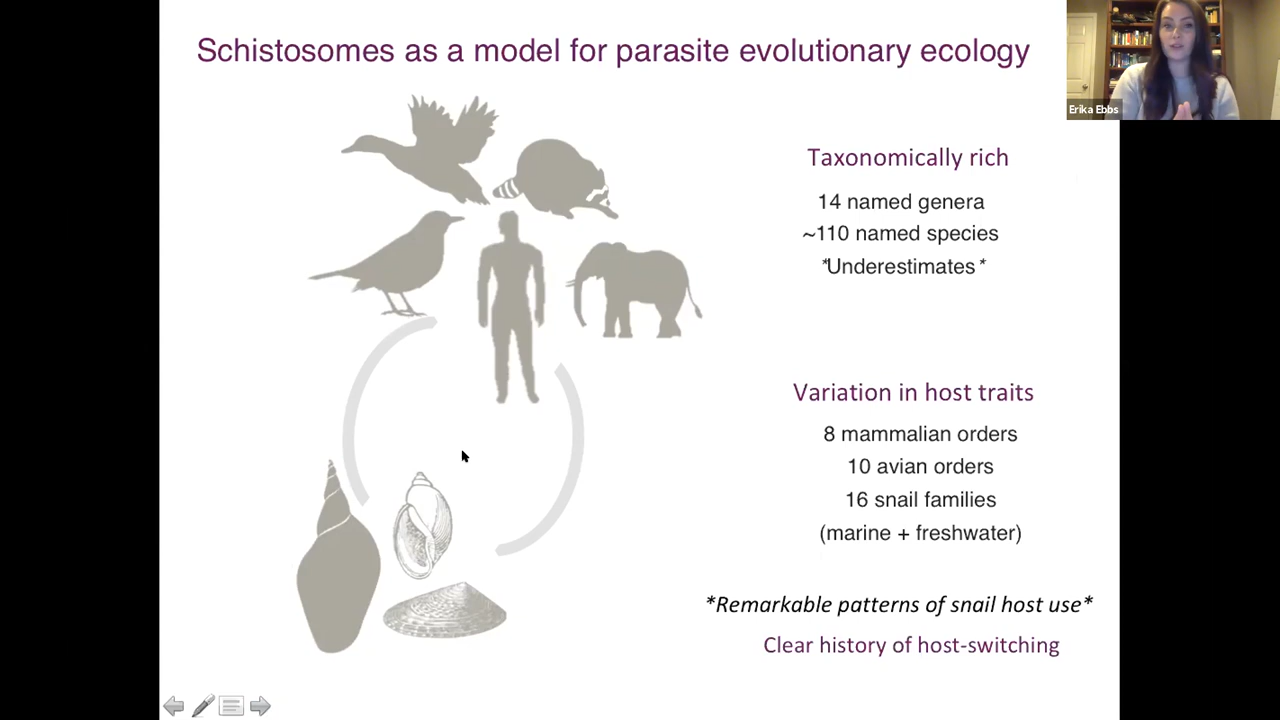 Schistosomes as a model for parasite evolutionary ecology
Erika Ebbs
Taxonomically rich
14 named genera
~110 named species
*Underestimates*
Variation in host traits
8 mammalian orders
10 avian orders
16 snail families
(marine + freshwater)
*Remarkable patterns of snail host use*
Clear history of host-switching